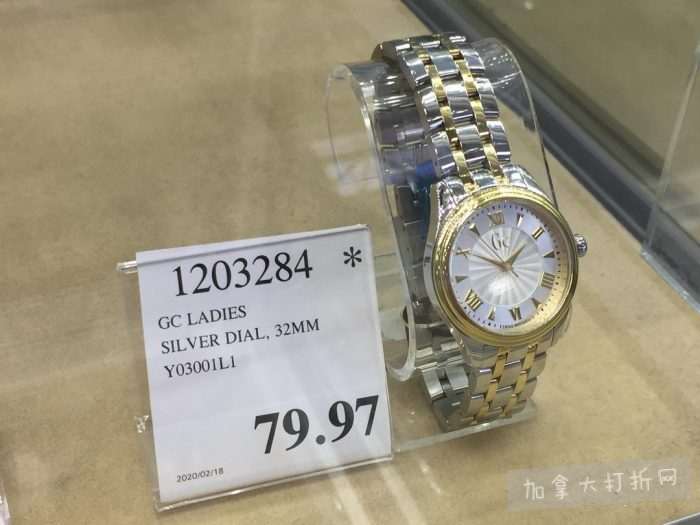 1203284 *
GC LADIES
SILVER DIAL, 32MM
Y03001L1
79.97
2020/02/18
XII
GC
加拿大打折网